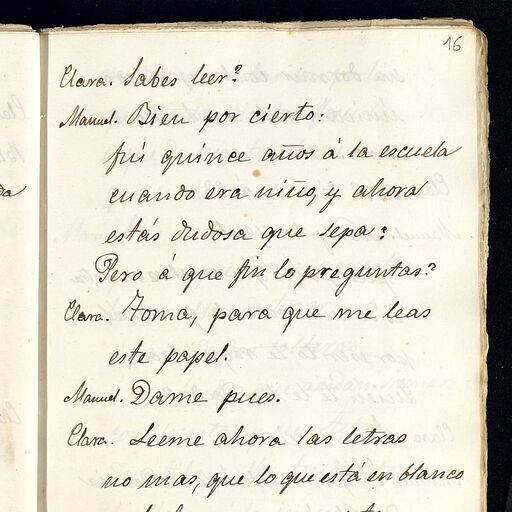 16
Clara. Sabes leer?
Manuel. Bien por cierto:
fuí quince años á la escuela
cuando era niño, y ahora
estás dudosa que sepa?
Pero á que fin lo preguntas?
Clara. Toma, para que me leas
este papel.
Manuel. Dame pues.
Clara. Leeme ahora las letras
no mas, que lo que está en blanco
da